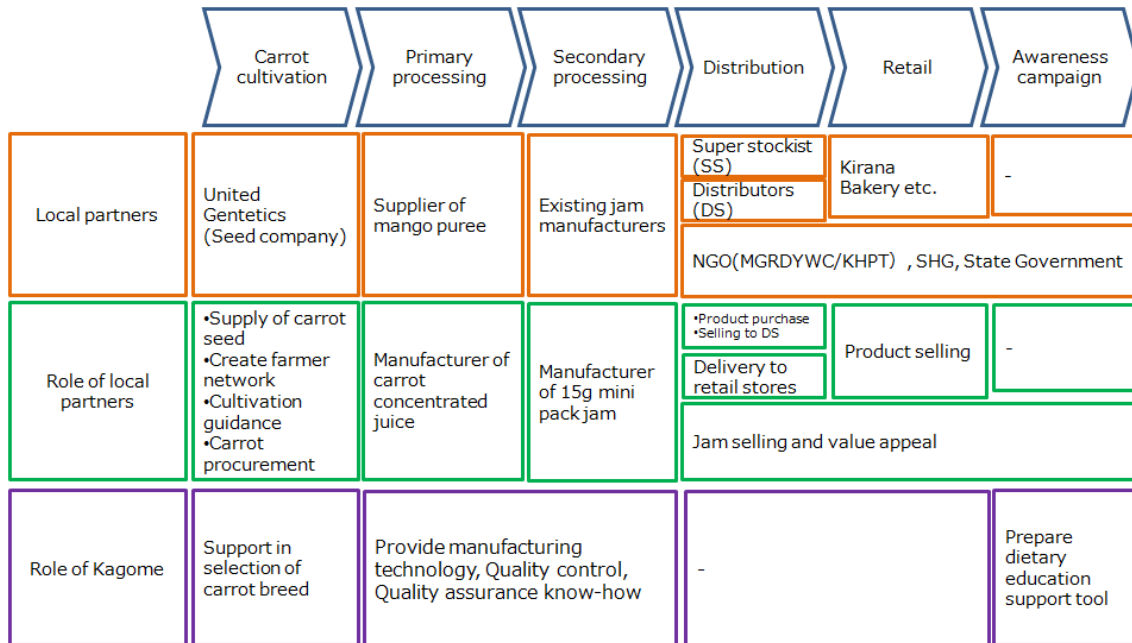 Carrot
cultivation
Primary
processing
Secondary
processing
Distribution
Retail
Awareness
campaign
Local partners
United
Gentetics
(Seed company)
Supplier of
mango puree
Existing jam
manufacturers
Super stockist
(SS)
Distributors
(DS)
Kirana
Bakery etc.
-
NGO(MGRDYWC/KHPT) , SHG, State Government
Role of local
partners
•Supply of carrot
seed
•Create farmer
network
•Cultivation
guidance
•Carrot
procurement
Manufacturer of
carrot
concentrated
juice
Manufacturer
of 15g mini
pack jam
•Product purchase
•Selling to DS
Delivery to
retail stores
Product selling
-
Jam selling and value appeal
Role of Kagome
Support in
selection of
carrot breed
Provide manufacturing
technology, Quality control,
Quality assurance know-how
-
Prepare
dietary
education
support tool